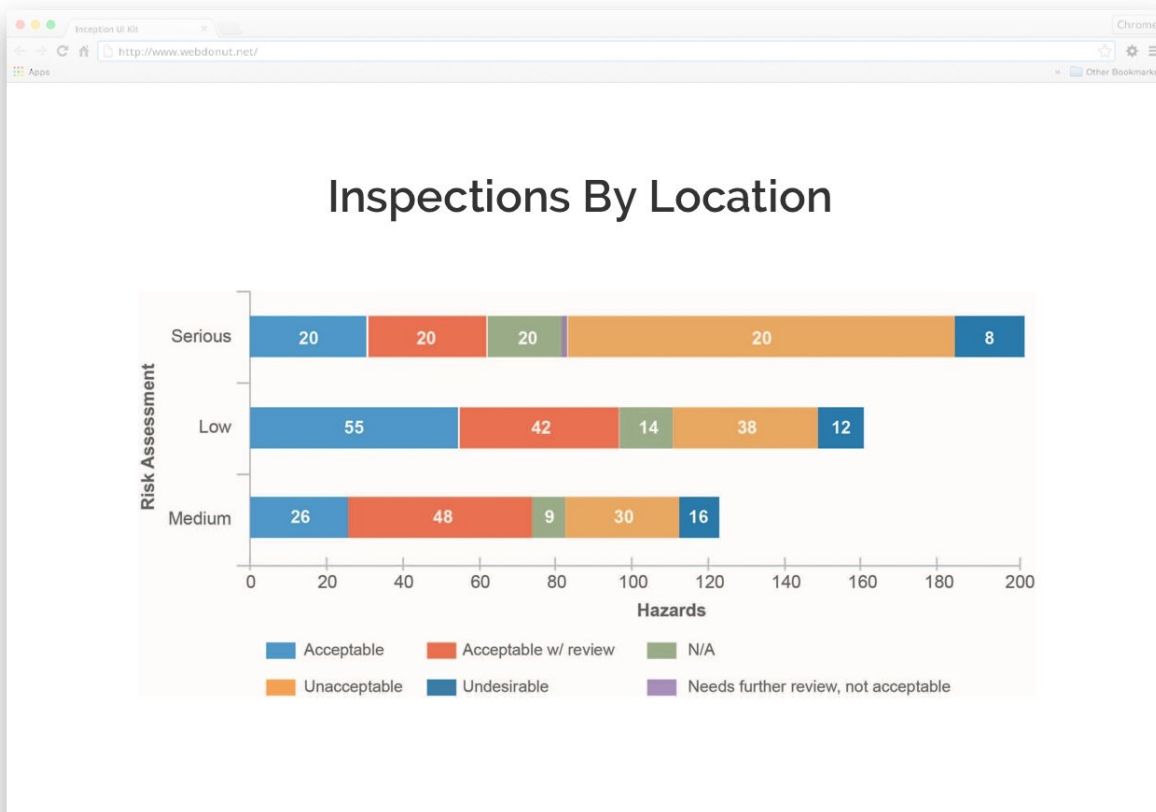 Inception UI Kit
Chrome
http://www.webdonut.net/
Apps
» Other Bookmarks
Inspections By Location
Risk Assessment
Serious 20 20 20 20 8
Low 55 42 14 38 12
Medium 26 48 9 30 16
0 20 40 60 80 100 120 140 160 180 200
Hazards
Acceptable Acceptable w/ review N/A
Unacceptable Undesirable Needs further review, not acceptable